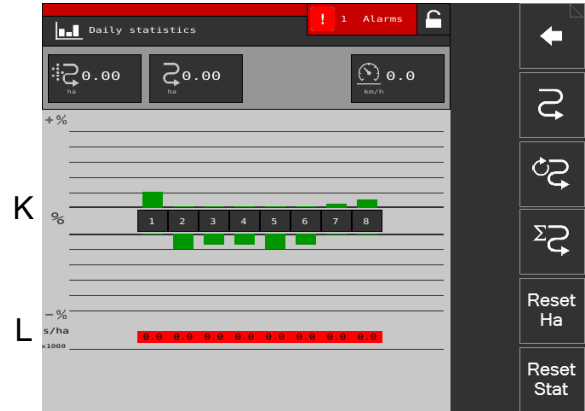 ! 1 Alarms
Daily statistics
0.00 0.00 0.0
ha ha km/h
+%
K % 1 2 3 4 5 6 7 8
-%
L s/ha 0.0 0.0 0.0 0.0 0.0 0.0 0.0 0.0
x1000
Σ
Reset
Ha
Reset
Stat